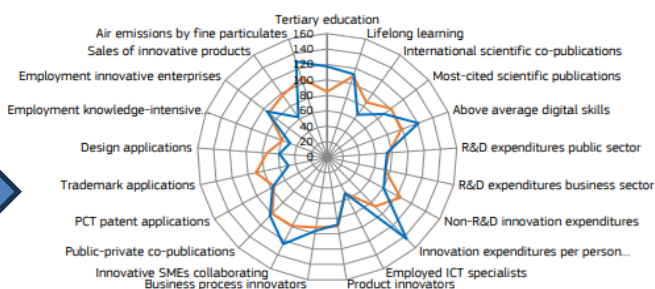 Tertiary education
Lifelong learning
International scientific co-publications
Most-cited scientific publications
Above average digital skills
R&D expenditures public sector
R&D expenditures business sector
Non-R&D innovation expenditures
Innovation expenditures per person...
Employed ICT specialists
Product innovators
Business process innovators
Innovative SMEs collaborating
Public-private co-publications
PCT patent applications
Trademark applications
Design applications
Employment knowledge-intensive...
Employment innovative enterprises
Sales of innovative products
Air emissions by fine particulates
160
140
120
100
80
60
40
20
0